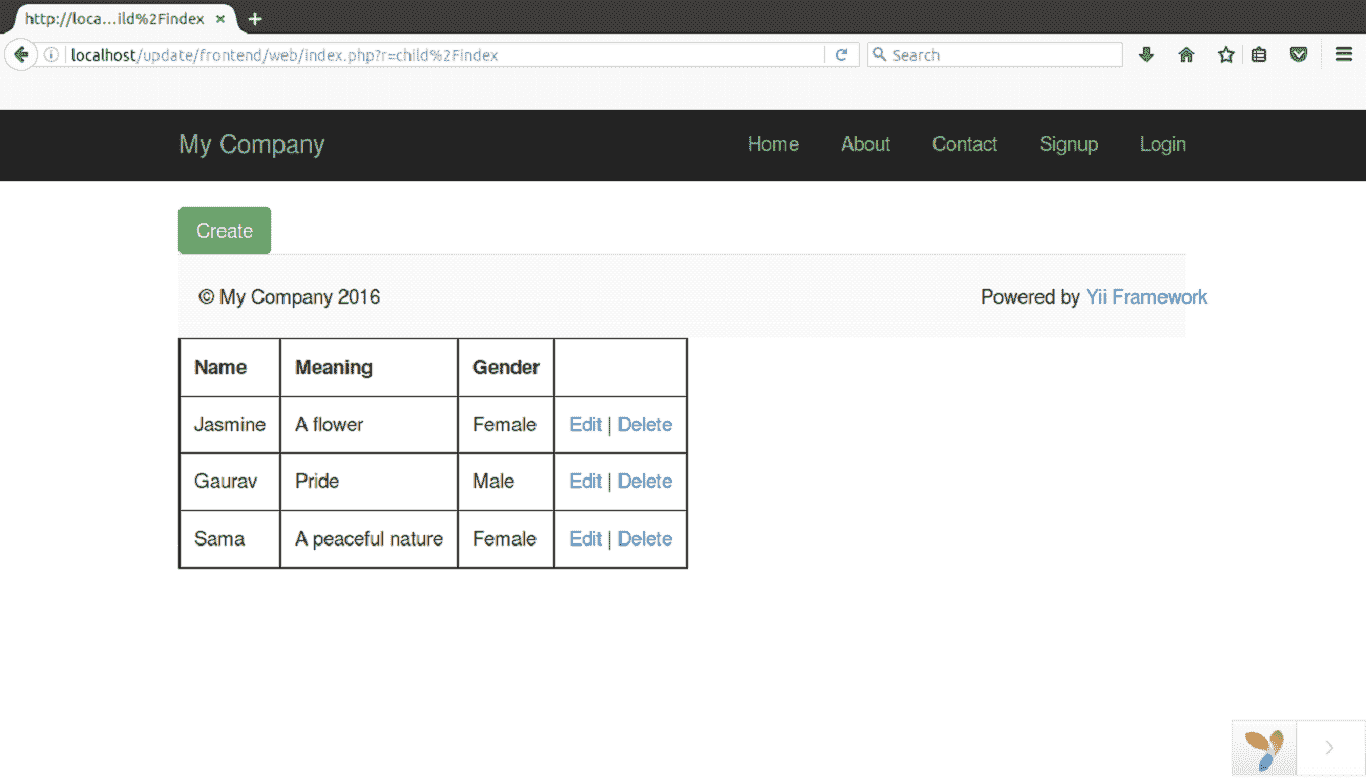 http://loca...ild%2Findex
localhost/update/frontend/web/index.php?r=child%2Findex Search
My Company Home About Contact Signup Login
Create
© My Company 2016 Powered by Yii Framework
Name Meaning Gender
Jasmine A flower Female Edit | Delete
Gaurav Pride Male Edit | Delete
Sama A peaceful nature Female Edit | Delete